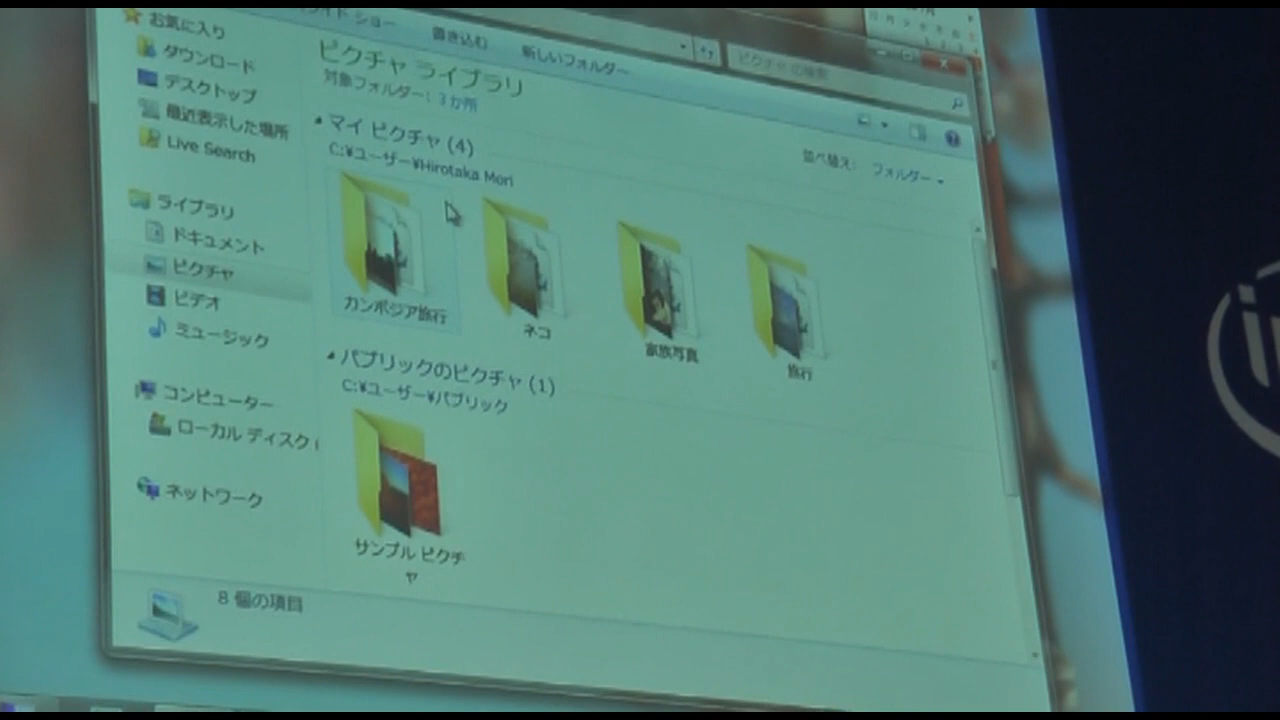 お気に入り
ダウンロード
デスクトップ
最近表示した場所
Live Search
ライブラリ
ドキュメント
ピクチャ
ビデオ
ミュージック
コンピューター
ローカル ディスク (
ネットワーク
書き込む
新しいフォルダー
ピクチャの検索
ピクチャ ライブラリ
対象フォルダー: 3 か所
並べ替え: フォルダー
マイ ピクチャ (4)
C:¥ユーザー¥Hirotaka Mori
カンボジア旅行
ネコ
家族写真
旅行
パブリックのピクチャ (1)
C:¥ユーザー¥パブリック
サンプル ピクチ
ャ
8 個の項目